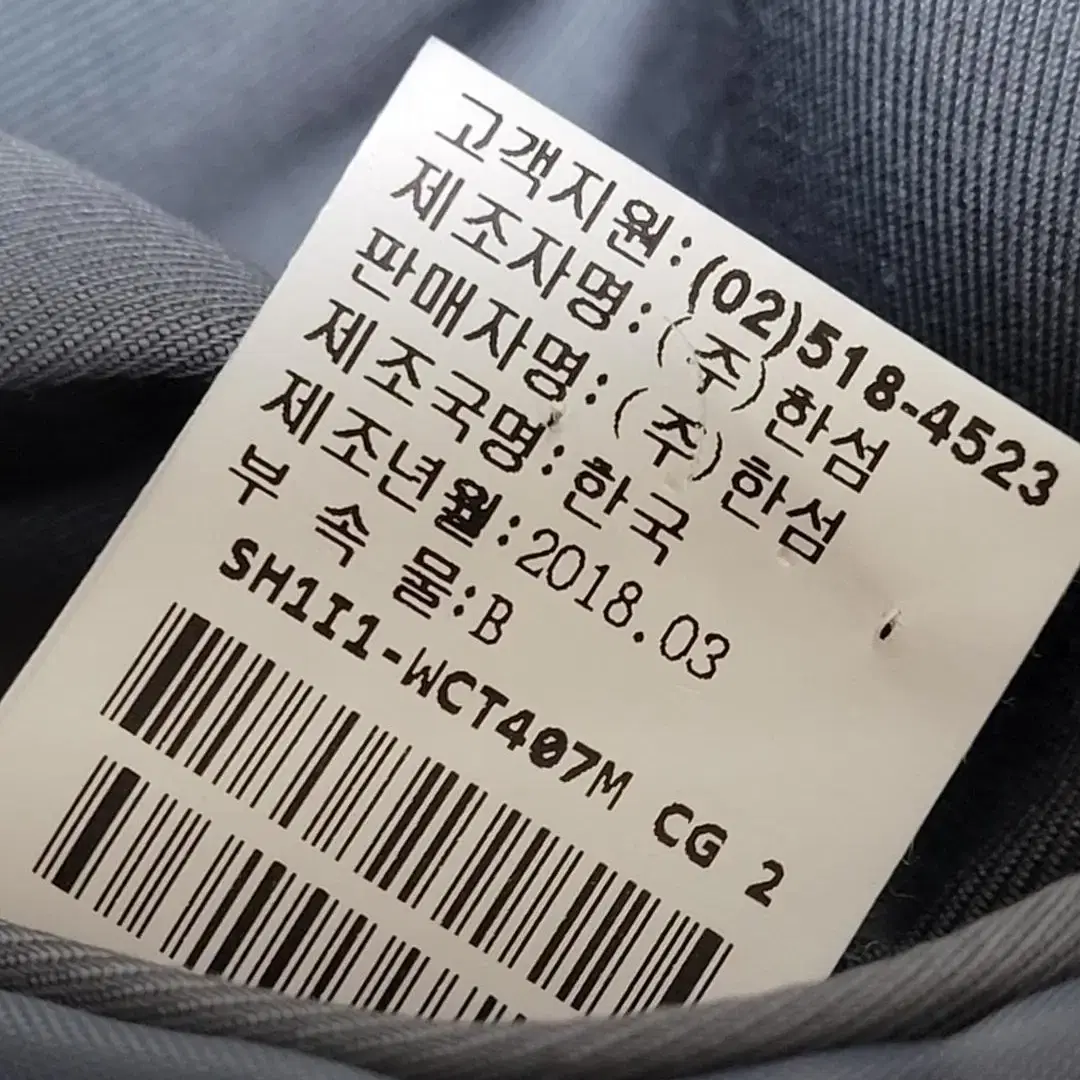 고객지원:(02)518-4523
제조자명:(주)한섬
판매자명:(주)한섬
제조국명:한국
제조년월:2018.03
부 속 물:B
SH1I1-WCT407M CG 2